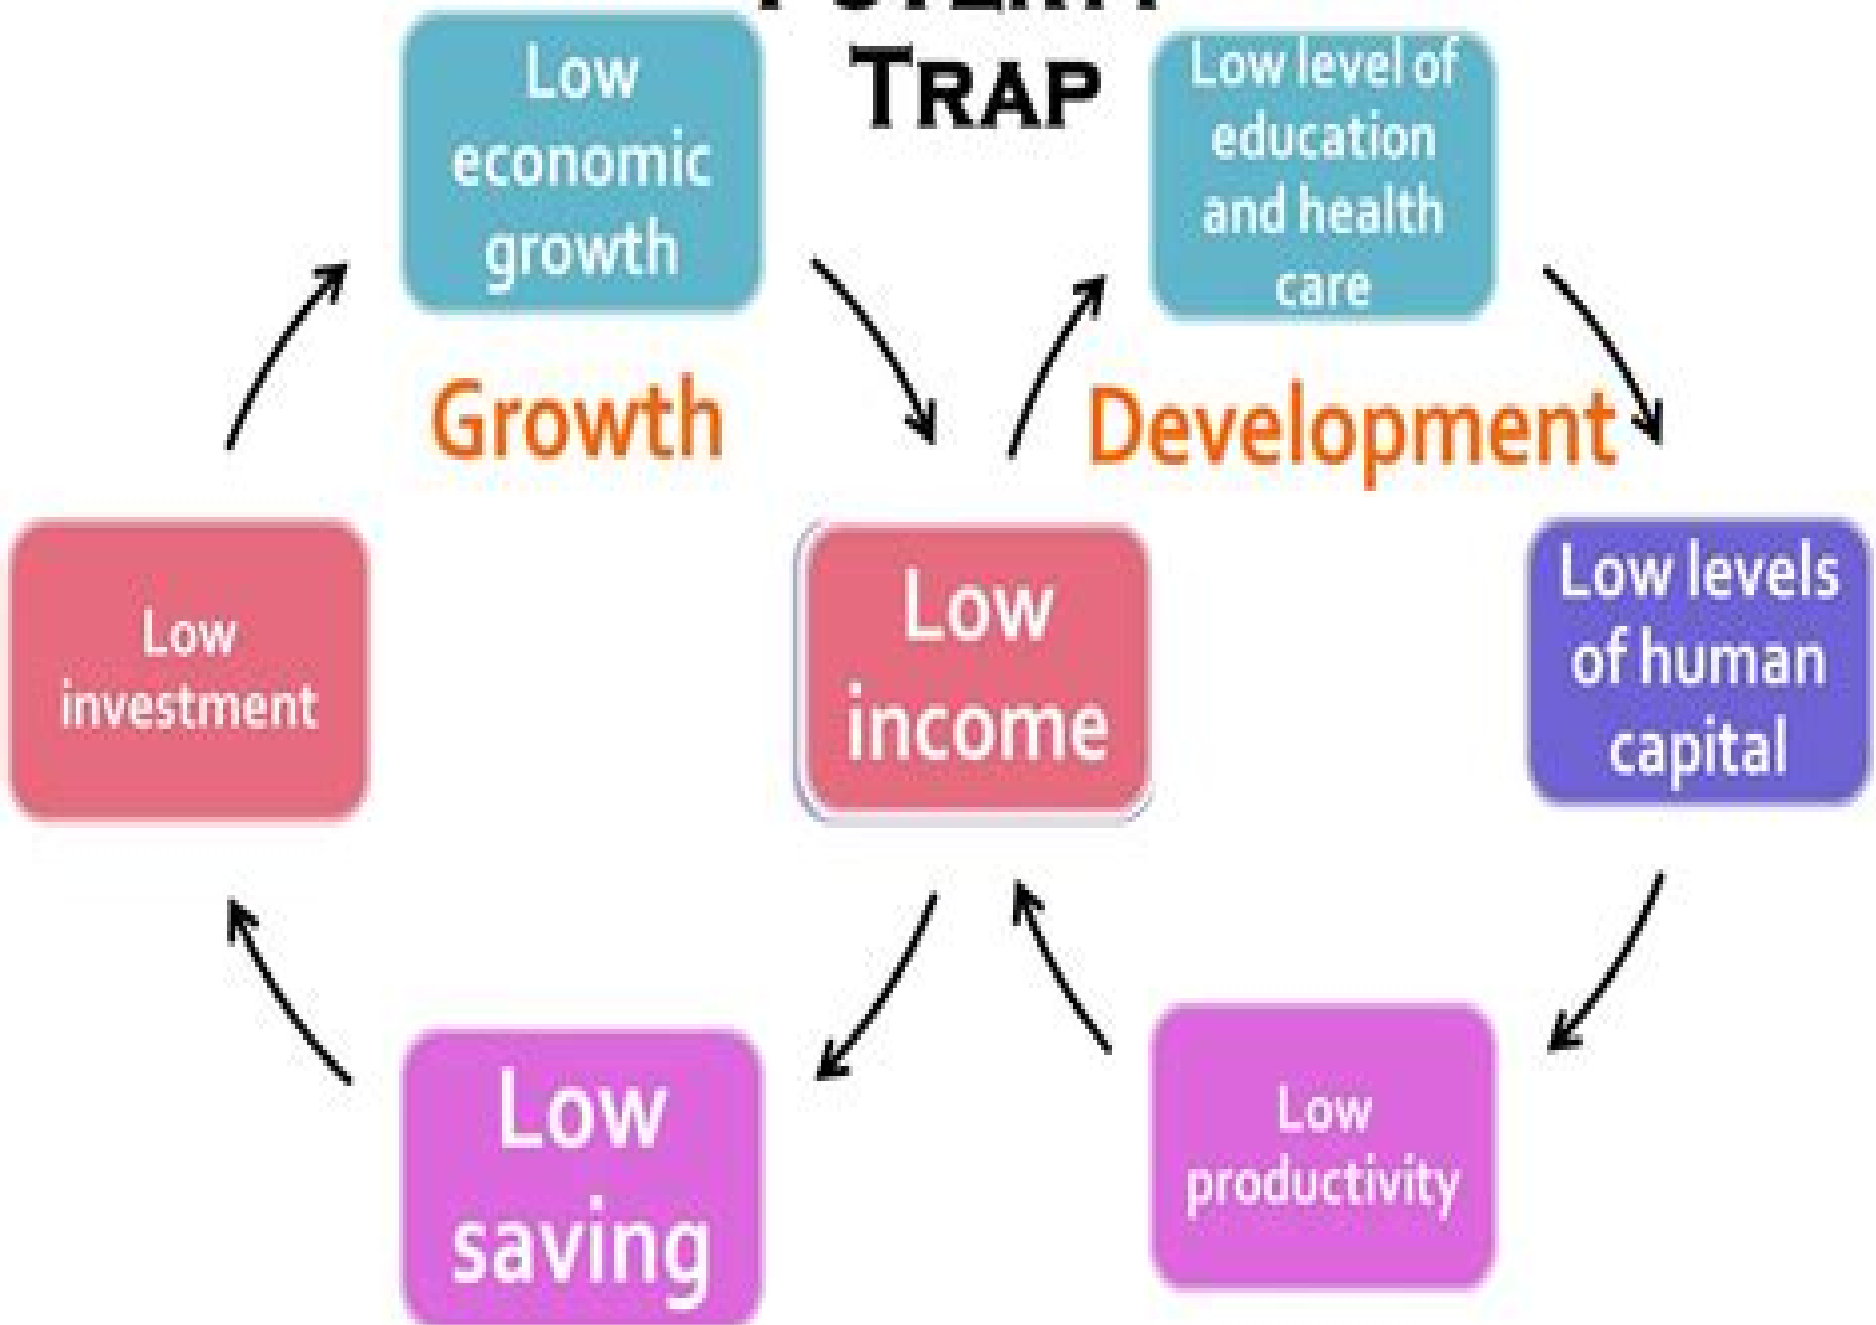 TRAP
Low
economic
growth
Low level of
education
and health
care
Growth
Development
Low
investment
Low
income
Low levels
of human
capital
Low
saving
Low
productivity